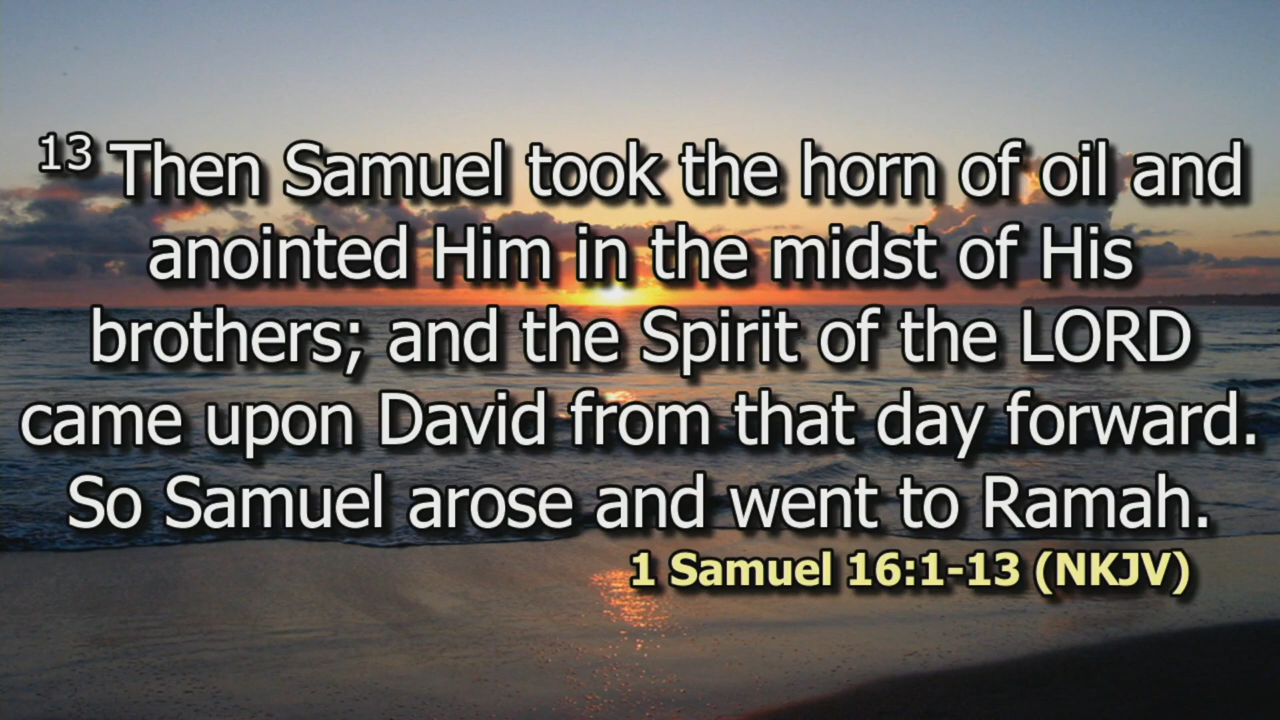 13 Then Samuel took the horn of oil and
anointed Him in the midst of His
brothers; and the Spirit of the LORD
came upon David from that day forward.
So Samuel arose and went to Ramah.
1 Samuel 16:1-13 (NKJV)